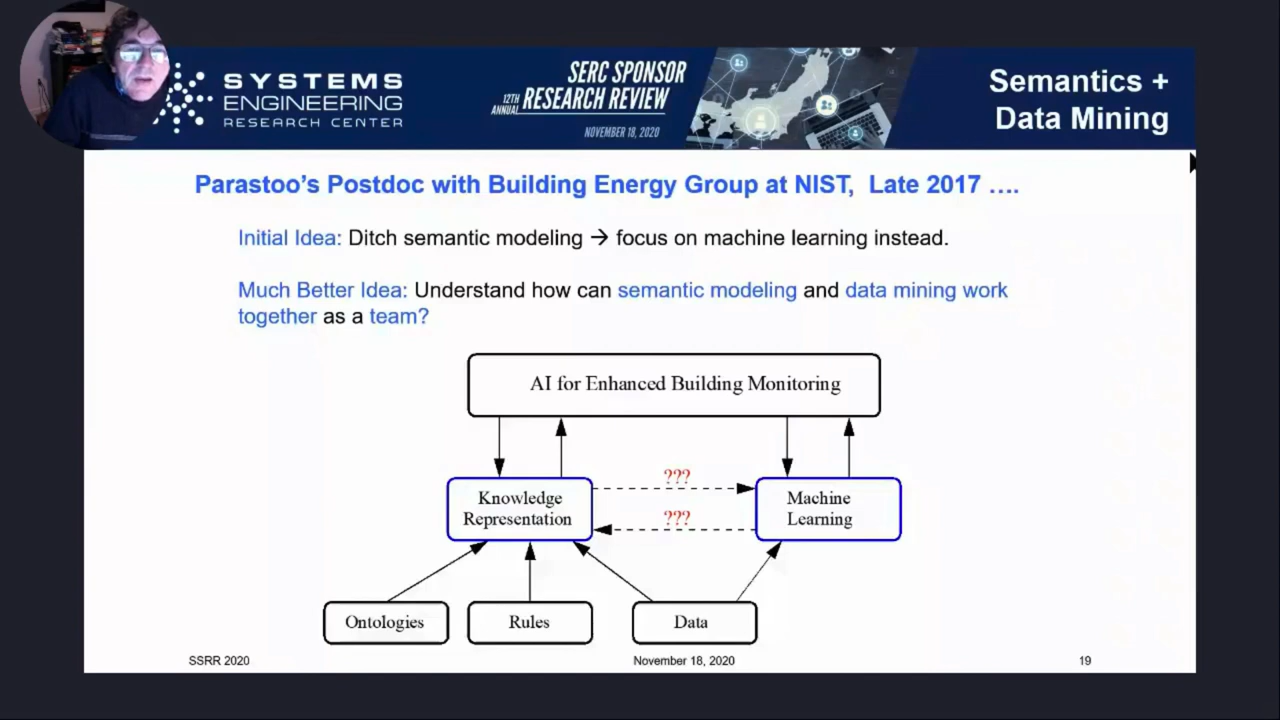 SYSTEMS
ENGINEERING
RESEARCH CENTER
SERC SPONSOR
12TH ANNUAL RESEARCH REVIEW
NOVEMBER 18, 2020
Semantics +
Data Mining
Parastoo's Postdoc with Building Energy Group at NIST, Late 2017 ….
Initial Idea: Ditch semantic modeling → focus on machine learning instead.
Much Better Idea: Understand how can semantic modeling and data mining work
together as a team?
AI for Enhanced Building Monitoring
???
Knowledge
Representation
Machine
Learning
???
Ontologies
Rules
Data
SSRR 2020
November 18, 2020
19